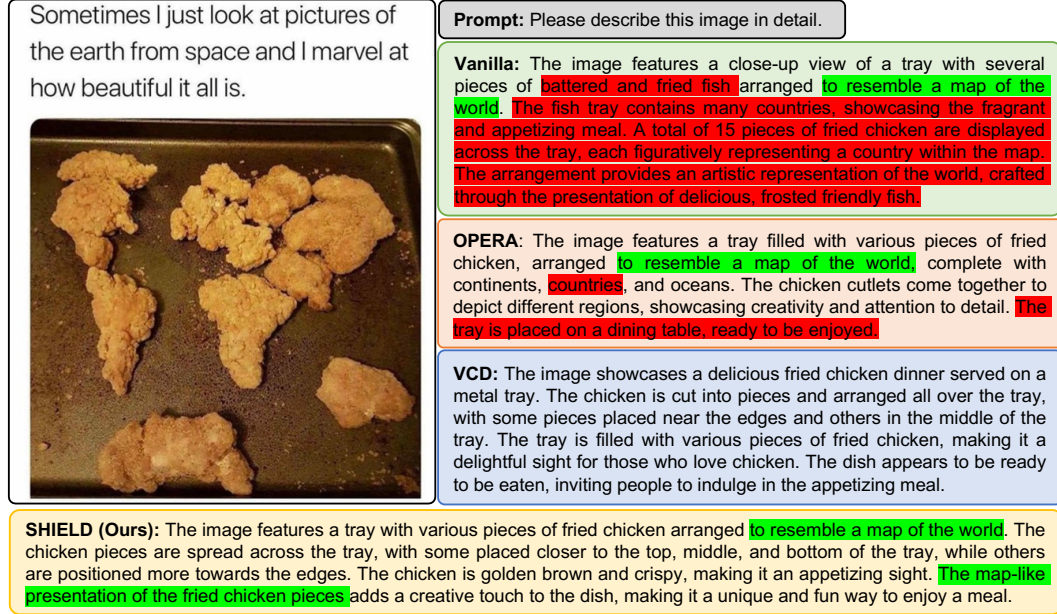 Sometimes I just look at pictures of
the earth from space and I marvel at
how beautiful it all is.
Prompt: Please describe this image in detail.
Vanilla: The image features a close-up view of a tray with several
pieces of battered and fried fish arranged to resemble a map of the
world. The fish tray contains many countries, showcasing the fragrant
and appetizing meal. A total of 15 pieces of fried chicken are displayed
across the tray, each figuratively representing a country within the map.
The arrangement provides an artistic representation of the world, crafted
through the presentation of delicious, frosted friendly fish.
OPERA: The image features a tray filled with various pieces of fried
chicken, arranged to resemble a map of the world, complete with
continents, countries, and oceans. The chicken cutlets come together to
depict different regions, showcasing creativity and attention to detail. The
tray is placed on a dining table, ready to be enjoyed.
VCD: The image showcases a delicious fried chicken dinner served on a
metal tray. The chicken is cut into pieces and arranged all over the tray,
with some pieces placed near the edges and others in the middle of the
tray. The tray is filled with various pieces of fried chicken, making it a
delightful sight for those who love chicken. The dish appears to be ready
to be eaten, inviting people to indulge in the appetizing meal.
SHIELD (Ours): The image features a tray with various pieces of fried chicken arranged to resemble a map of the world. The
chicken pieces are spread across the tray, with some placed closer to the top, middle, and bottom of the tray, while others
are positioned more towards the edges. The chicken is golden brown and crispy, making it an appetizing sight. The map-like
presentation of the fried chicken pieces adds a creative touch to the dish, making it a unique and fun way to enjoy a meal.